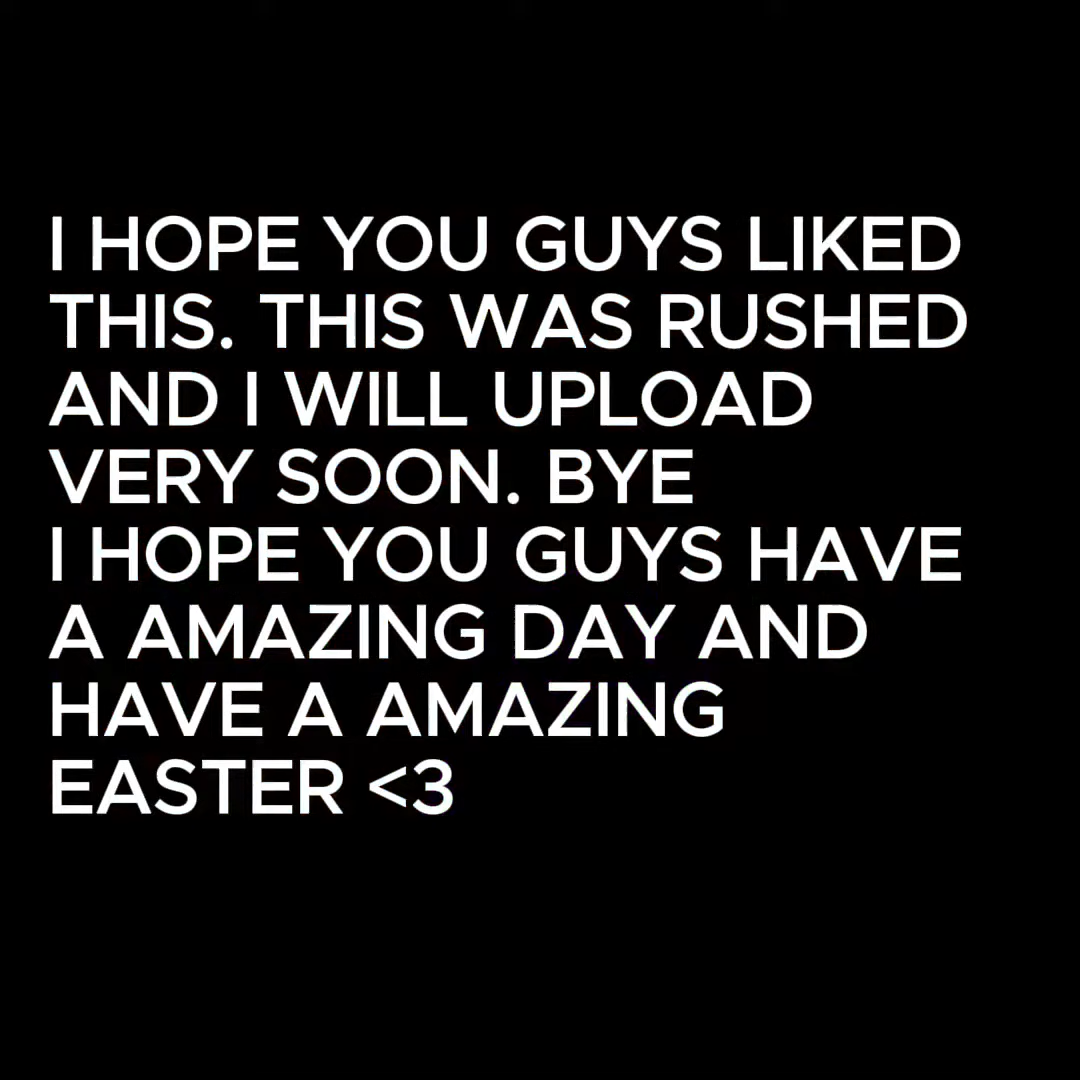 I HOPE YOU GUYS LIKED
THIS. THIS WAS RUSHED
AND I WILL UPLOAD
VERY SOON. BYE
I HOPE YOU GUYS HAVE
A AMAZING DAY AND
HAVE A AMAZING
EASTER <3